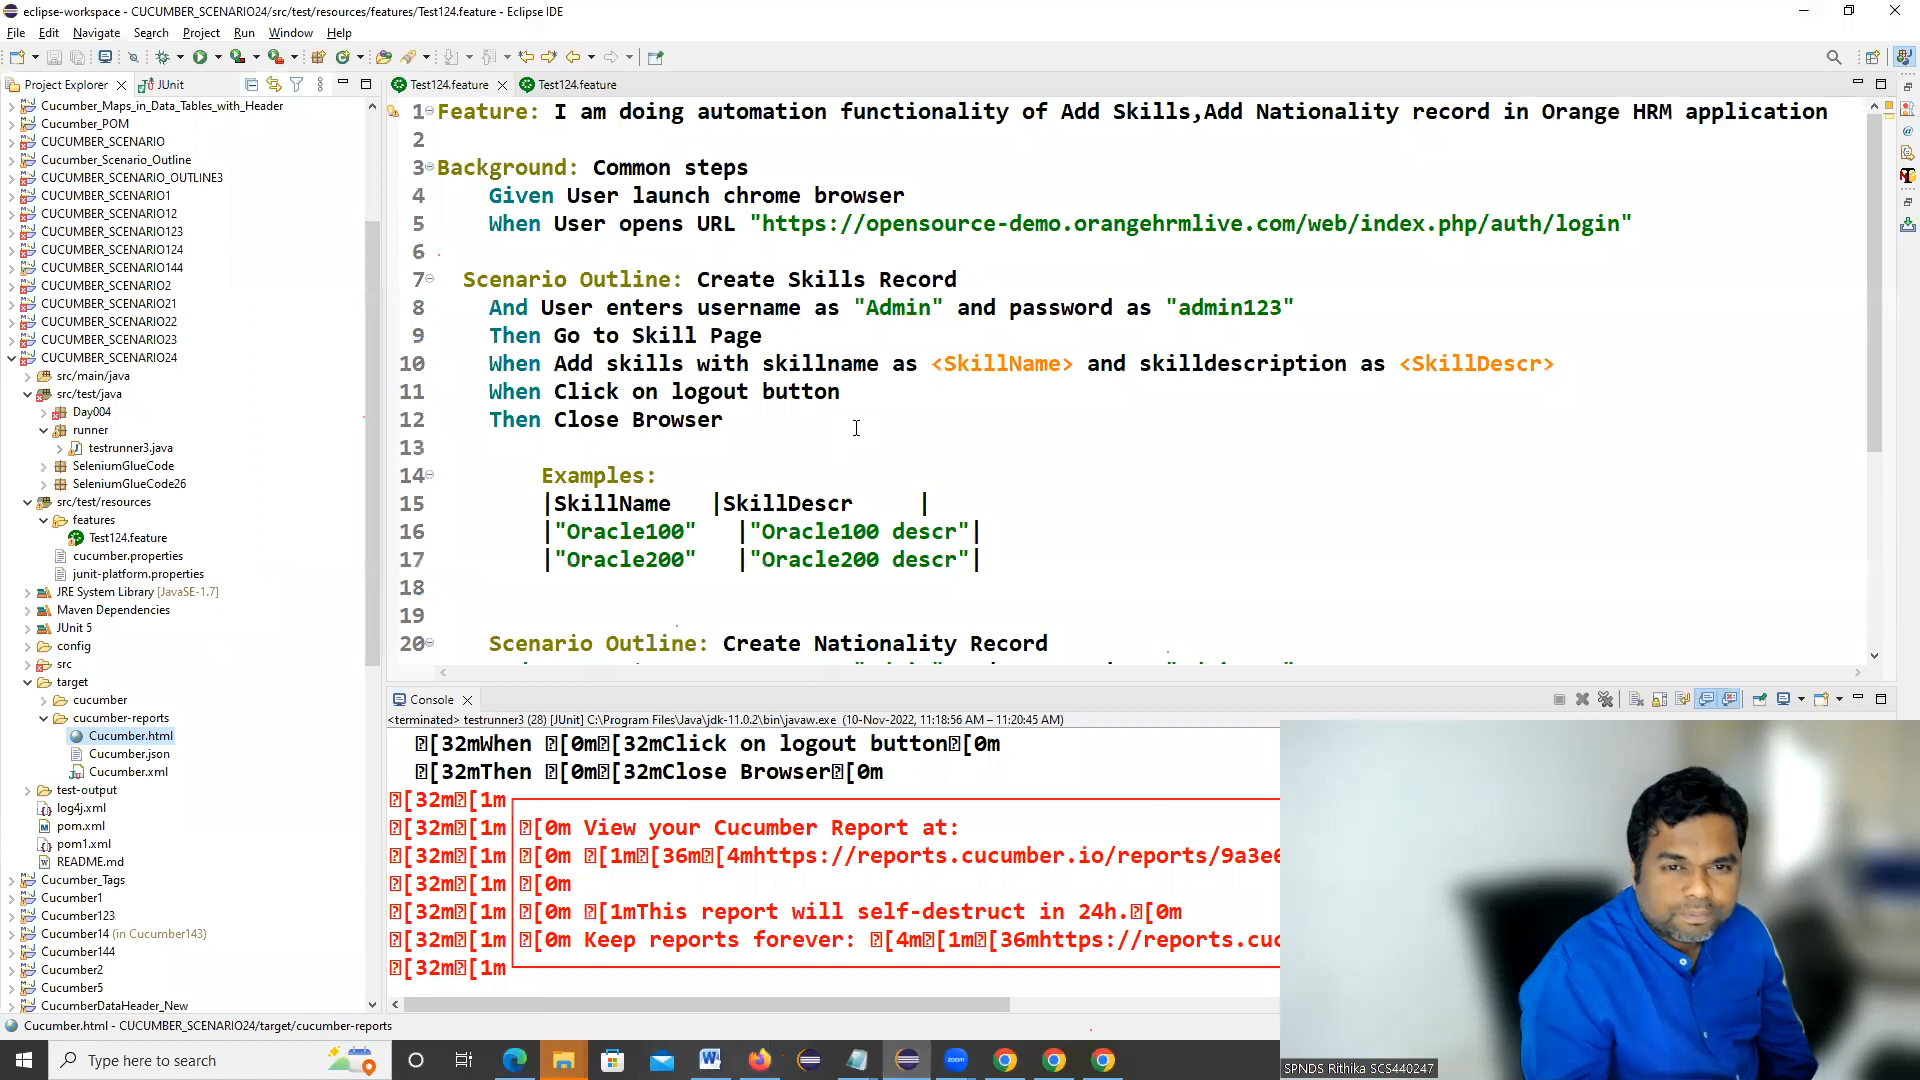 eclipse-workspace - CUCUMBER_SCENARIO24/src/test/resources/features/Test124.feature - Eclipse IDE
File Edit Navigate Search Project Run Window Help
Project Explorer JUnit
Cucumber_Maps_in_Data_Tables_with_Header
Cucumber_POM
CUCUMBER_SCENARIO
Cucumber_Scenario_Outline
CUCUMBER_SCENARIO_OUTLINE3
CUCUMBER_SCENARIO1
CUCUMBER_SCENARIO12
CUCUMBER_SCENARIO123
CUCUMBER_SCENARIO124
CUCUMBER_SCENARIO144
CUCUMBER_SCENARIO2
CUCUMBER_SCENARIO21
CUCUMBER_SCENARIO22
CUCUMBER_SCENARIO23
CUCUMBER_SCENARIO24
src/main/java
src/test/java
Day004
runner
testrunner3.java
SeleniumGlueCode
SeleniumGlueCode26
src/test/resources
features
Test124.feature
cucumber.properties
junit-platform.properties
JRE System Library [JavaSE-1.7]
Maven Dependencies
JUnit 5
config
src
target
cucumber
cucumber-reports
Cucumber.html
Cucumber.json
Cucumber.xml
test-output
log4j.xml
pom.xml
pom1.xml
README.md
Cucumber_Tags
Cucumber1
Cucumber123
Cucumber14 (in Cucumber143)
Cucumber144
Cucumber2
Cucumber5
CucumberDataHeader_New
Test124.feature Test124.feature
1 Feature: I am doing automation functionality of Add Skills,Add Nationality record in Orange HRM application
2
3 Background: Common steps
4 Given User launch chrome browser
5 When User opens URL "https://opensource-demo.orangehrmlive.com/web/index.php/auth/login"
6
7 Scenario Outline: Create Skills Record
8 And User enters username as "Admin" and password as "admin123"
9 Then Go to Skill Page
10 When Add skills with skillname as <SkillName> and skilldescription as <SkillDescr>
11 When Click on logout button
12 Then Close Browser
13
14 Examples:
15 |SkillName |SkillDescr |
16 |"Oracle100" |"Oracle100 descr"|
17 |"Oracle200" |"Oracle200 descr"|
18
19
20 Scenario Outline: Create Nationality Record
Console
<terminated> testrunner3 (28) [JUnit] C:\Program Files\Java\jdk-11.0.2\bin\javaw.exe (10-Nov-2022, 11:18:56 AM – 11:20:45 AM)
[32mWhen [0m[32mClick on logout button[0m
[32mThen [0m[32mClose Browser[0m
[32m[1m
[32m[1m [0m View your Cucumber Report at:
[32m[1m [0m [1m[36m[4mhttps://reports.cucumber.io/reports/9a3e
[32m[1m [0m
[32m[1m [0m [1mThis report will self-destruct in 24h.[0m
[32m[1m [0m Keep reports forever: [4m[1m[36mhttps://reports.cuc
[32m[1m
Cucumber.html - CUCUMBER_SCENARIO24/target/cucumber-reports
Type here to search
zoom
SPNDS Rithika SCS440247